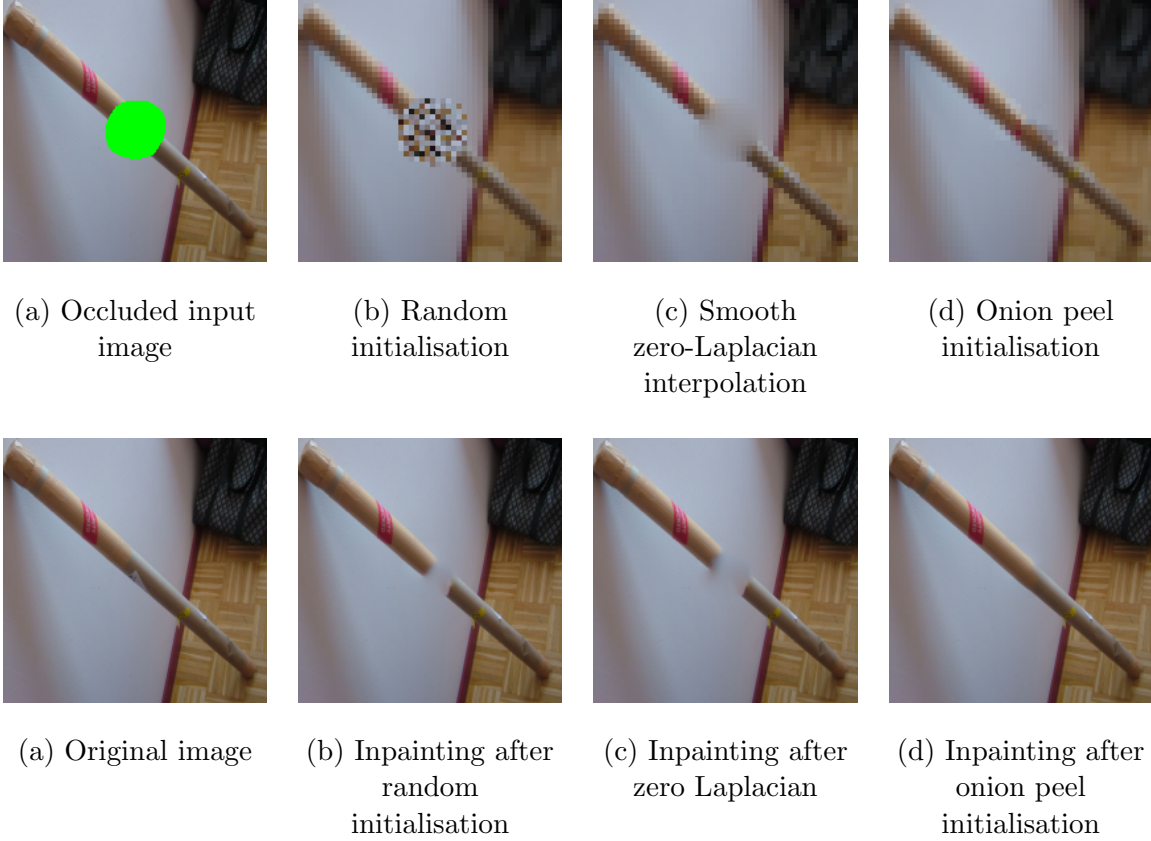 (a) Occluded input
image
(b) Random
initialisation
(c) Smooth
zero-Laplacian
interpolation
(d) Onion peel
initialisation
(a) Original image
(b) Inpainting after
random
initialisation
(c) Inpainting after
zero Laplacian
(d) Inpainting after
onion peel
initialisation